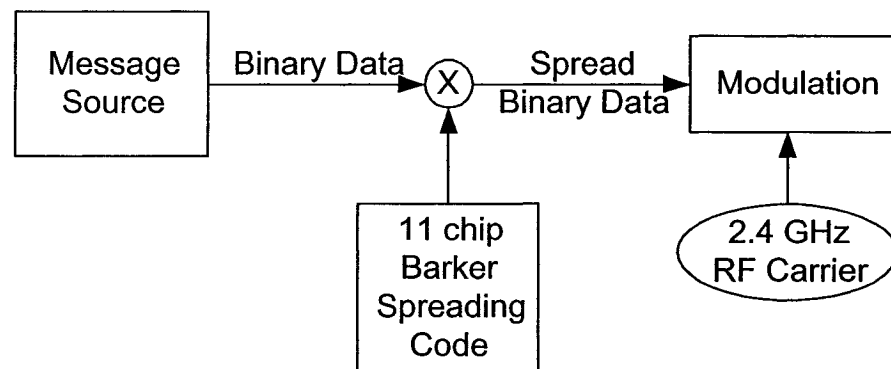 Message
Source
Binary Data
X
Spread
Binary Data
Modulation
11 chip
Barker
Spreading
Code
2.4 GHz
RF Carrier